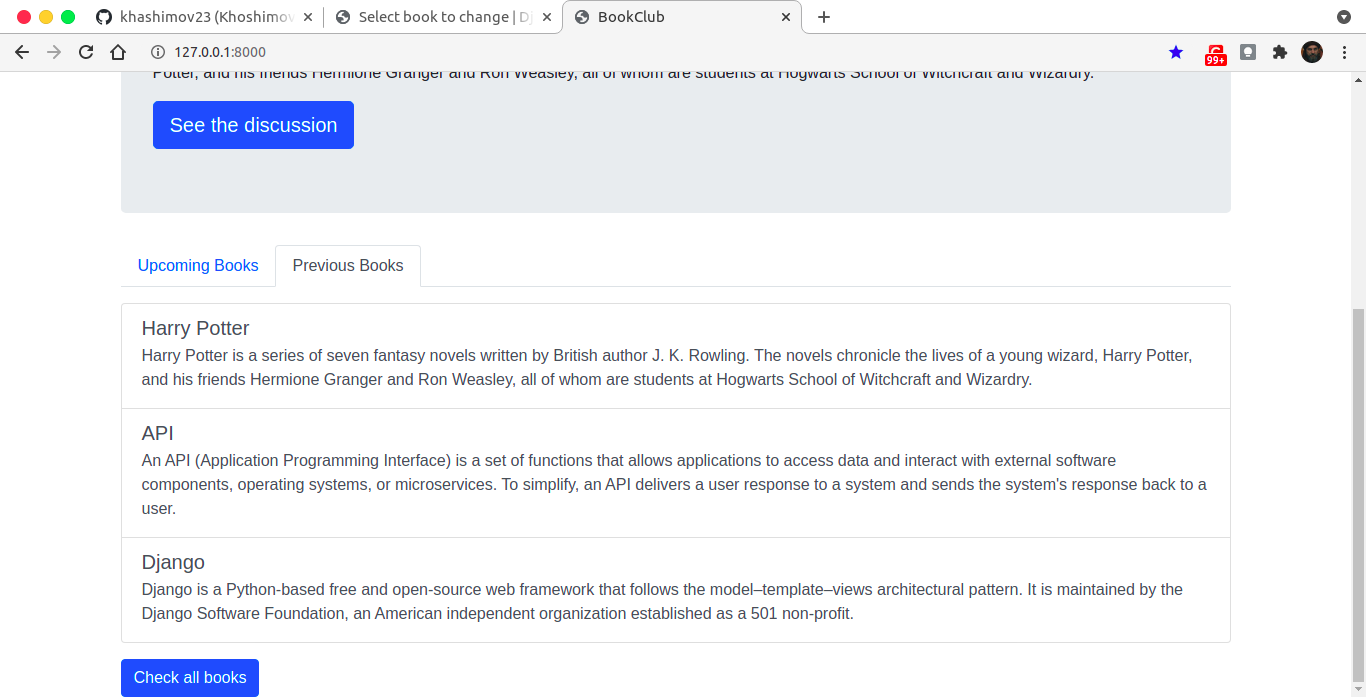 khashimov23 (Khoshimov
Select book to change | Dj
BookClub
127.0.0.1:8000
99+
Potter, and his friends Hermione Granger and Ron Weasley, all of whom are students at Hogwarts School of Witchcraft and Wizardry.
See the discussion
Upcoming Books
Previous Books
Harry Potter
Harry Potter is a series of seven fantasy novels written by British author J. K. Rowling. The novels chronicle the lives of a young wizard, Harry Potter,
and his friends Hermione Granger and Ron Weasley, all of whom are students at Hogwarts School of Witchcraft and Wizardry.
API
An API (Application Programming Interface) is a set of functions that allows applications to access data and interact with external software
components, operating systems, or microservices. To simplify, an API delivers a user response to a system and sends the system's response back to a
user.
Django
Django is a Python-based free and open-source web framework that follows the model–template–views architectural pattern. It is maintained by the
Django Software Foundation, an American independent organization established as a 501 non-profit.
Check all books